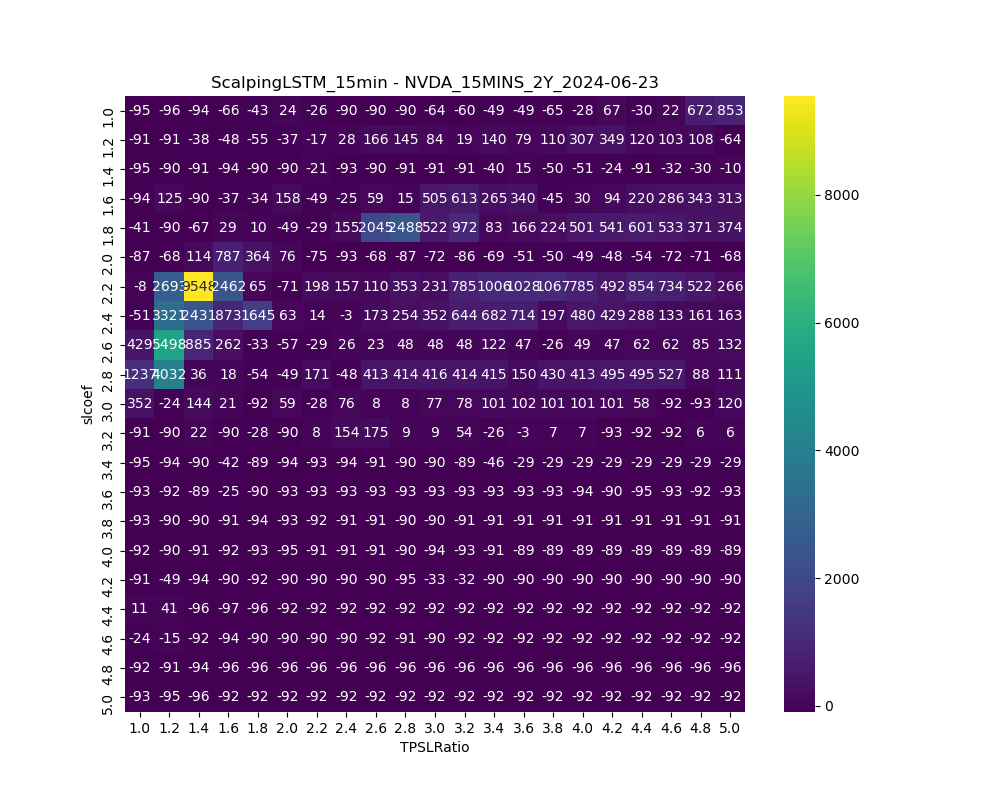 ScalpingLSTM_15min - NVDA_15MINS_2Y_2024-06-23
1.0 -95 -96 -94 -66 -43 24 -26 -90 -90 -90 -64 -60 -49 -49 -65 -28 67 -30 22 672 853
1.2 -91 -91 -38 -48 -55 -37 -17 28 166 145 84 19 140 79 110 307 349 120 103 108 -64
1.4 -95 -90 -91 -94 -90 -90 -21 -93 -90 -91 -91 -91 -40 15 -50 -51 -24 -91 -32 -30 -10
1.6 -94 125 -90 -37 -34 158 -49 -25 59 15 505 613 265 340 -45 30 94 220 286 343 313
1.8 -41 -90 -67 29 10 -49 -29 155 2045 2488 522 972 83 166 224 501 541 601 533 371 374
2.0 -87 -68 114 787 364 76 -75 -93 -68 -87 -72 -86 -69 -51 -50 -49 -48 -54 -72 -71 -68
2.2 -8 2693 9548 2462 65 -71 198 157 110 353 231 785 1006 1028 1067 785 492 854 734 522 266
2.4 -51 3321 2431 1873 1645 63 14 -3 173 254 352 644 682 714 197 480 429 288 133 161 163
2.6 429 5498 885 262 -33 -57 -29 26 23 48 48 48 122 47 -26 49 47 62 62 85 132
2.8 1237 4032 36 18 -54 -49 171 -48 413 414 416 414 415 150 430 413 495 495 527 88 111
3.0 352 -24 144 21 -92 59 -28 76 8 8 77 78 101 102 101 101 101 58 -92 -93 120
3.2 -91 -90 22 -90 -28 -90 8 154 175 9 9 54 -26 -3 7 7 -93 -92 -92 6 6
3.4 -95 -94 -90 -42 -89 -94 -93 -94 -91 -90 -90 -89 -46 -29 -29 -29 -29 -29 -29 -29 -29
3.6 -93 -92 -89 -25 -90 -93 -93 -93 -93 -93 -93 -93 -93 -93 -93 -94 -90 -95 -93 -92 -93
3.8 -93 -90 -90 -91 -94 -93 -92 -91 -91 -90 -90 -90 -91 -91 -91 -91 -91 -91 -91 -91 -91
4.0 -92 -90 -91 -92 -93 -95 -91 -91 -91 -90 -94 -93 -91 -89 -89 -89 -89 -89 -89 -89 -89
4.2 -91 -49 -94 -90 -92 -90 -90 -90 -90 -95 -33 -32 -90 -90 -90 -90 -90 -90 -90 -90 -90
4.4 11 41 -96 -97 -96 -92 -92 -92 -92 -92 -92 -92 -92 -92 -92 -92 -92 -92 -92 -92 -92
4.6 -24 -15 -92 -94 -90 -90 -90 -90 -92 -91 -90 -92 -92 -92 -92 -92 -92 -92 -92 -92 -92
4.8 -92 -91 -94 -96 -96 -96 -96 -96 -96 -96 -96 -96 -96 -96 -96 -96 -96 -96 -96 -96 -96
5.0 -93 -95 -96 -92 -92 -92 -92 -92 -92 -92 -92 -92 -92 -92 -92 -92 -92 -92 -92 -92 -92
1.0 1.2 1.4 1.6 1.8 2.0 2.2 2.4 2.6 2.8 3.0 3.2 3.4 3.6 3.8 4.0 4.2 4.4 4.6 4.8 5.0
TPSLRatio
slcoef
8000
6000
4000
2000
0